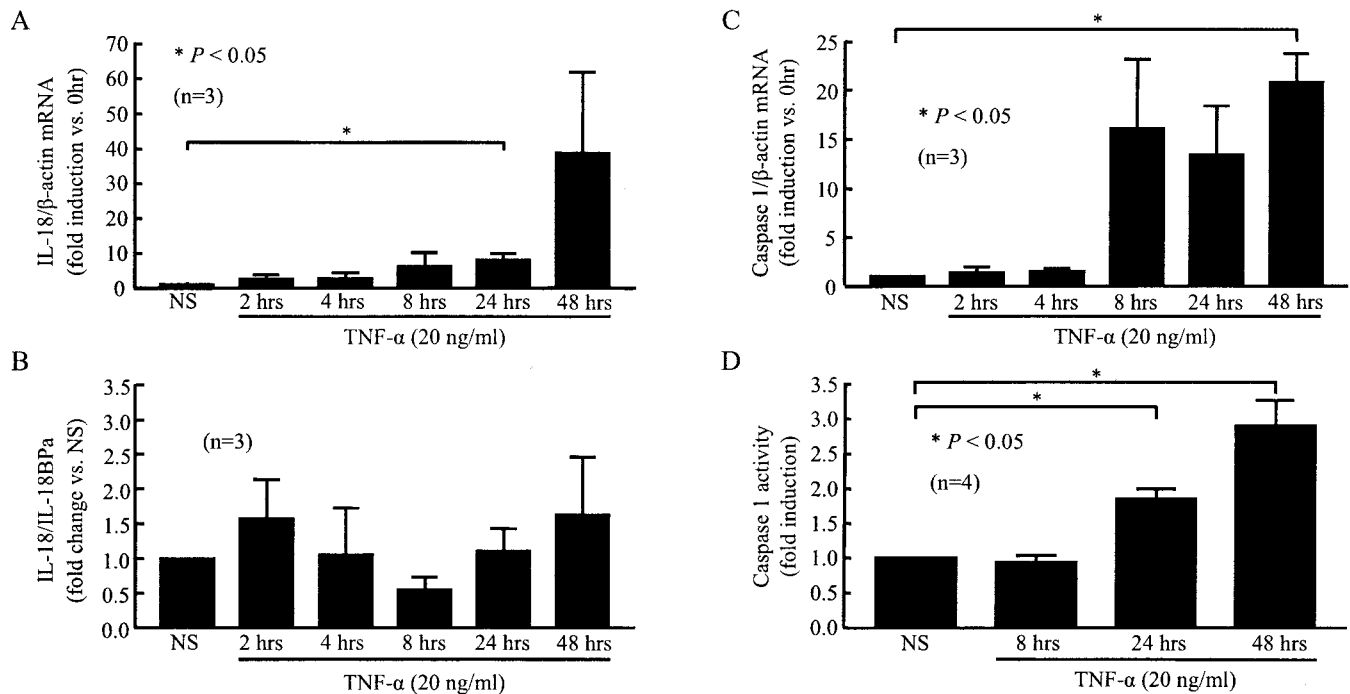 A
IL-18/β-actin mRNA
(fold induction vs. 0hr)
70
60
50
40
30
20
10
0
* P < 0.05
(n=3)
*
NS
2 hrs
4 hrs
8 hrs
24 hrs
48 hrs
TNF-α (20 ng/ml)
B
IL-18/IL-18BPa
(fold change vs. NS)
3.5
3.0
2.5
2.0
1.5
1.0
0.5
0.0
(n=3)
NS
2 hrs
4 hrs
8 hrs
24 hrs
48 hrs
TNF-α (20 ng/ml)
C
Caspase 1/β-actin mRNA
(fold induction vs. 0hr)
25
20
15
10
5
0
*
* P < 0.05
(n=3)
NS
2 hrs
4 hrs
8 hrs
24 hrs
48 hrs
TNF-α (20 ng/ml)
D
Caspase 1 activity
(fold induction)
3.5
3.0
2.5
2.0
1.5
1.0
0.5
0.0
*
*
* P < 0.05
(n=4)
NS
8 hrs
24 hrs
48 hrs
TNF-α (20 ng/ml)